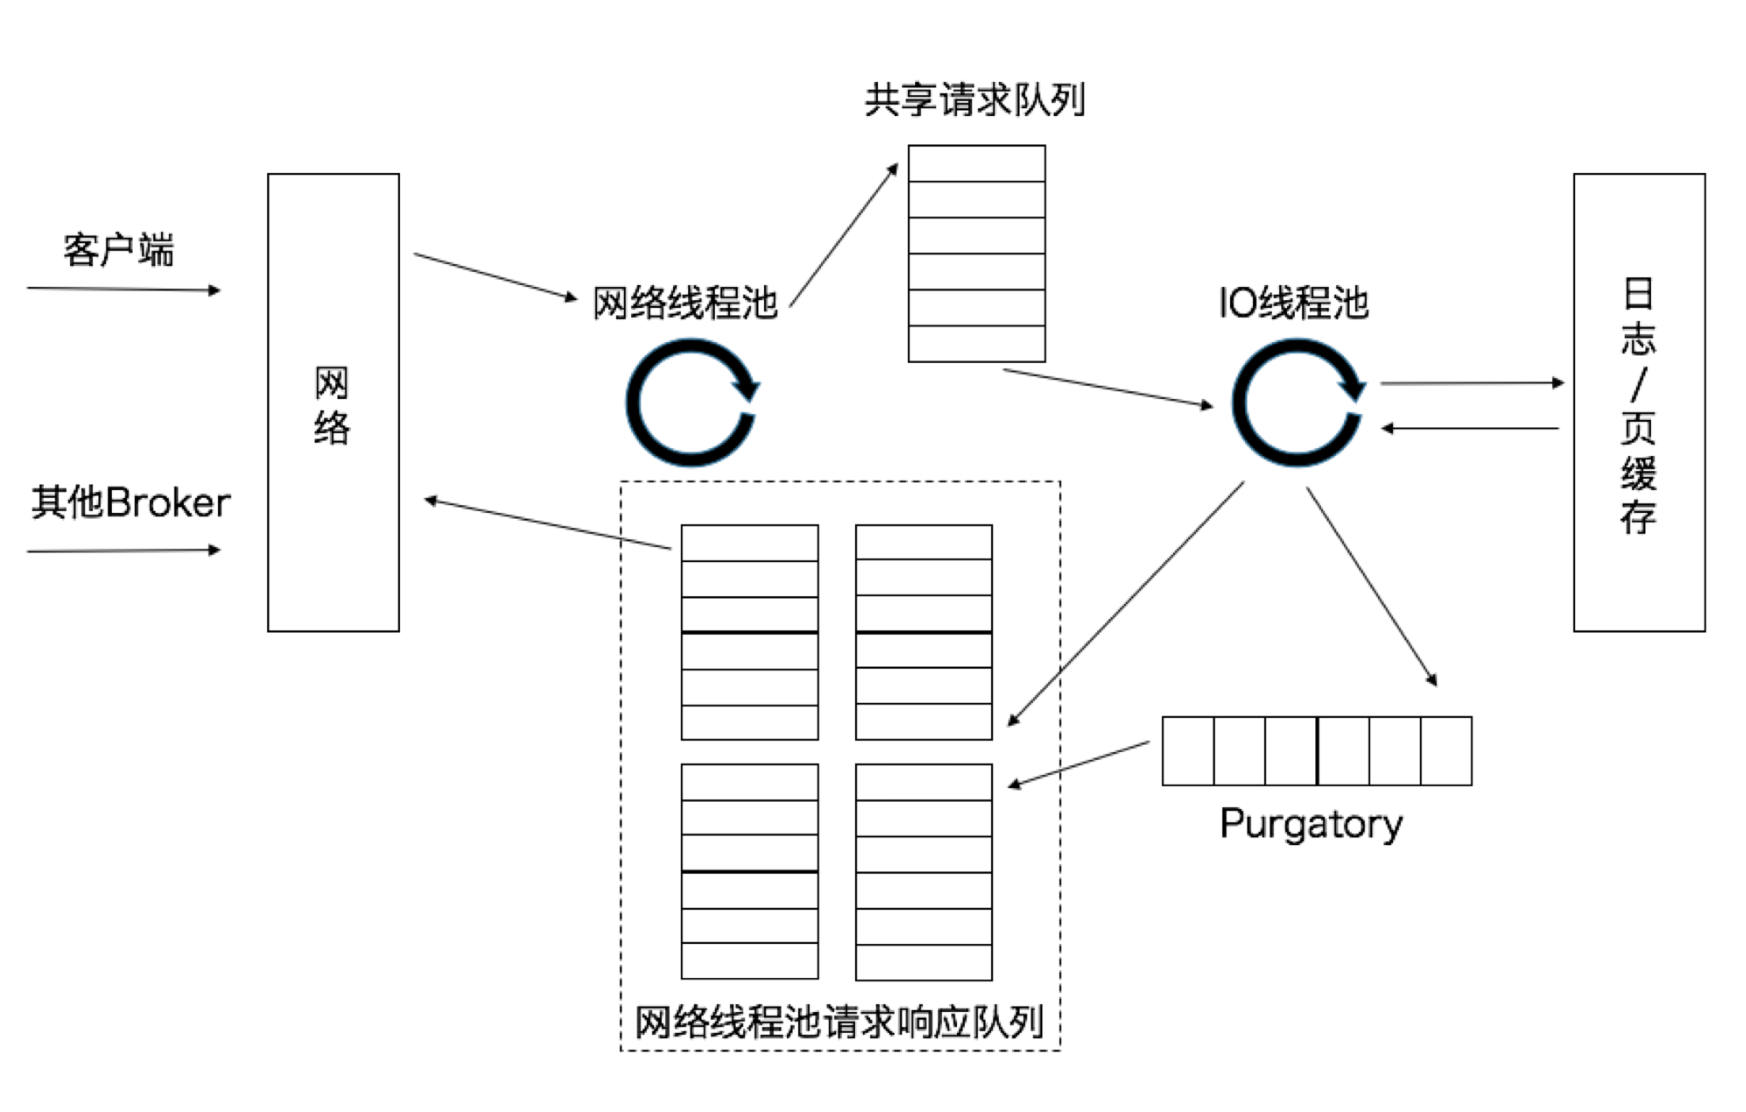 共享请求队列
客户端
网络线程池
IO线程池
网络
日志/页缓存
其他Broker
Purgatory
网络线程池请求响应队列